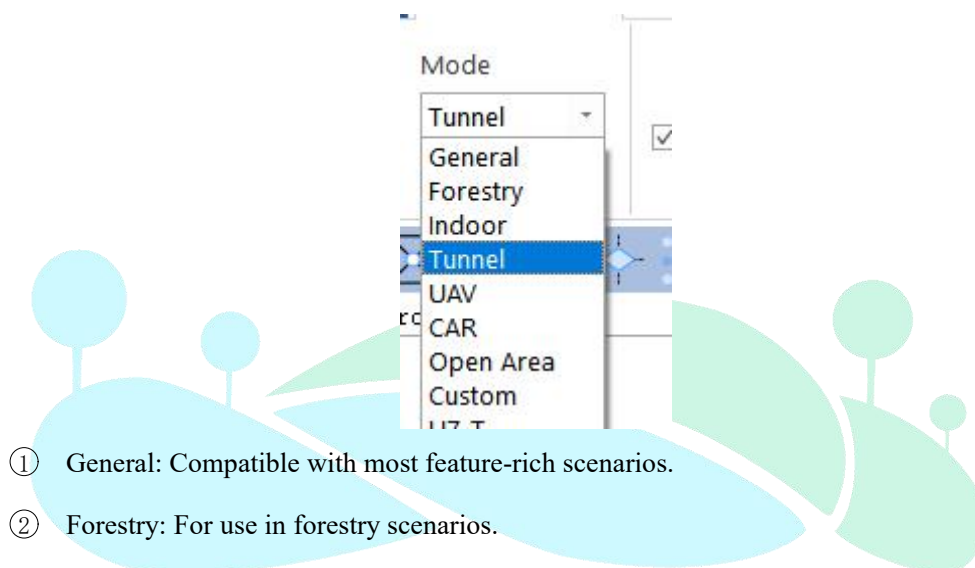 Mode
Tunnel
General
Forestry
Indoor
Tunnel
UAV
CAR
Open Area
Custom
① General: Compatible with most feature-rich scenarios.
② Forestry: For use in forestry scenarios.